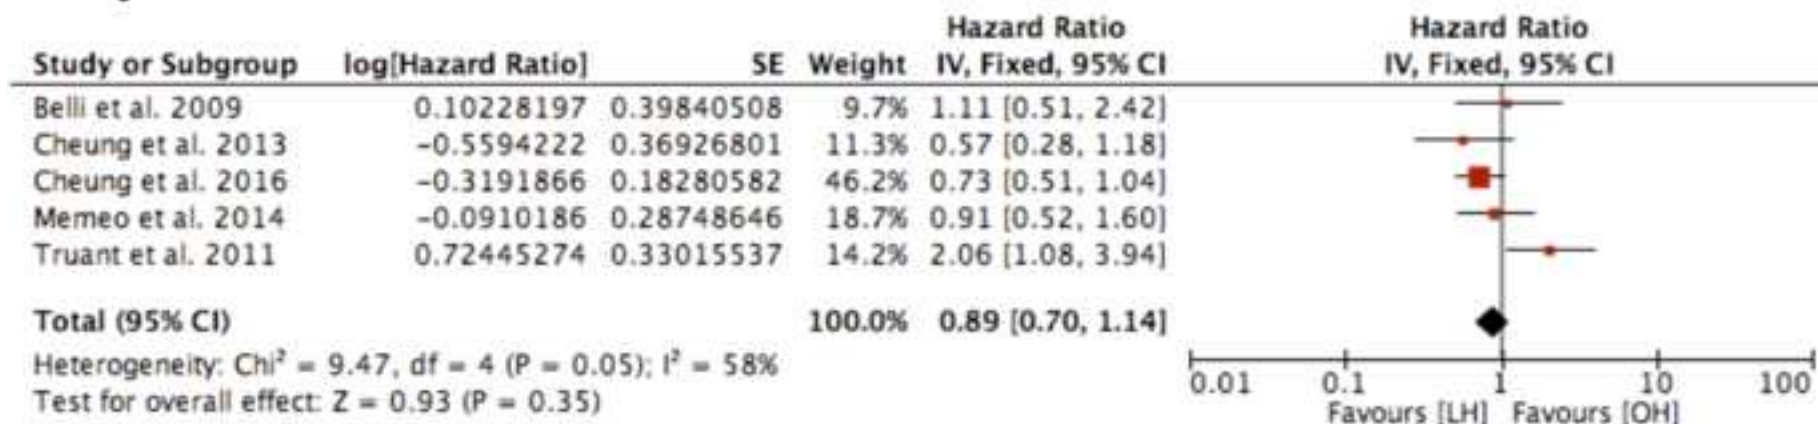 Hazard Ratio Hazard Ratio
Study or Subgroup log[Hazard Ratio] SE Weight IV, Fixed, 95% CI IV, Fixed, 95% CI
Belli et al. 2009 0.10228197 0.39840508 9.7% 1.11 [0.51, 2.42]
Cheung et al. 2013 −0.5594222 0.36926801 11.3% 0.57 [0.28, 1.18]
Cheung et al. 2016 −0.3191866 0.18280582 46.2% 0.73 [0.51, 1.04]
Memeo et al. 2014 −0.0910186 0.28748646 18.7% 0.91 [0.52, 1.60]
Truant et al. 2011 0.72445274 0.33015537 14.2% 2.06 [1.08, 3.94]
Total (95% CI) 100.0% 0.89 [0.70, 1.14]
Heterogeneity: Chi² = 9.47, df = 4 (P = 0.05); I² = 58%
Test for overall effect: Z = 0.93 (P = 0.35)
0.01 0.1 1 10 100
Favours [LH] Favours [OH]